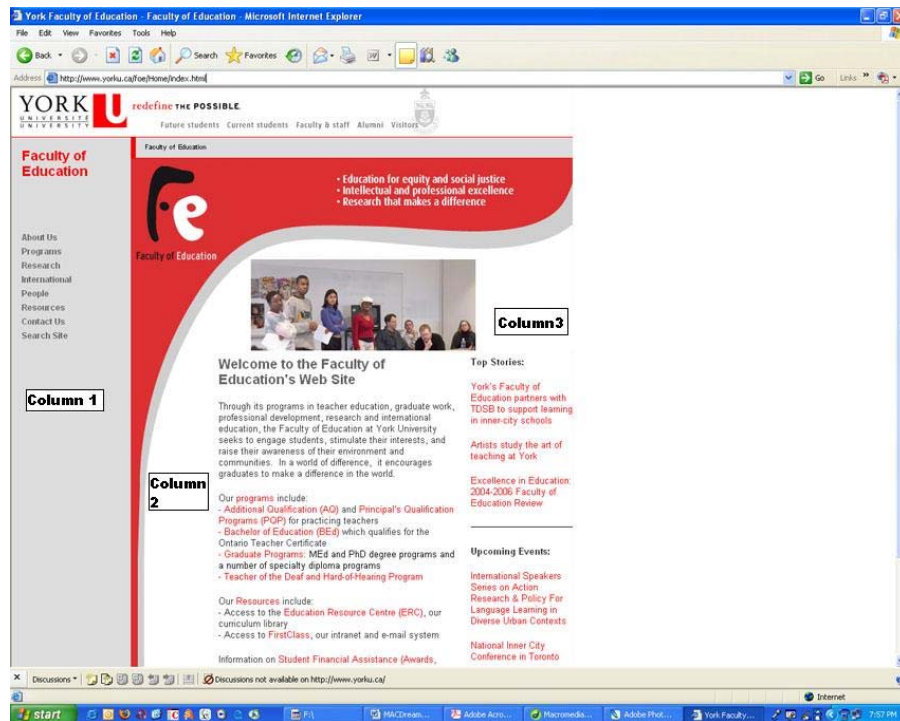 York Faculty of Education - Faculty of Education - Microsoft Internet Explorer
File Edit View Favorites Tools Help
Back Search Favorites
Address http://www.yorku.ca/foe/Home/index.html Go Links
YORK U redefine THE POSSIBLE.
UNIVERSITÉ
UNIVERSITY
Future students Current students Faculty & staff Alumni Visitors
Faculty of
Education
About Us
Programs
Research
International
People
Resources
Contact Us
Search Site
Column 1
Faculty of Education
• Education for equity and social justice
• Intellectual and professional excellence
• Research that makes a difference
Fe
Faculty of Education
Welcome to the Faculty of
Education's Web Site
Through its programs in teacher education, graduate work,
professional development, research and international
education, the Faculty of Education at York University
seeks to engage students, stimulate their interests, and
raise their awareness of their environment and
communities. In a world of difference, it encourages
graduates to make a difference in the world.
Column
2
Our programs include:
- Additional Qualification (AQ) and Principal's Qualification
Programs (PQP) for practicing teachers
- Bachelor of Education (BEd) which qualifies for the
Ontario Teacher Certificate
- Graduate Programs: MEd and PhD degree programs and
a number of specialty diploma programs
- Teacher of the Deaf and Hard-of-Hearing Program
Our Resources include:
- Access to the Education Resource Centre (ERC), our
curriculum library
- Access to FirstClass, our intranet and e-mail system
Information on Student Financial Assistance (Awards,
Column3
Top Stories:
York's Faculty of
Education partners with
TDSB to support learning
in inner-city schools
Artists study the art of
teaching at York
Excellence in Education:
2004-2006 Faculty of
Education Review
Upcoming Events:
International Speakers
Series on Action
Research & Policy For
Language Learning in
Diverse Urban Contexts
National Inner City
Conference in Toronto
Discussions Discussions not available on http://www.yorku.ca/
Internet
start F:\ MACDream... Adobe Acro... Macromedia... Adobe Phot... York Faculty... 7:57 PM